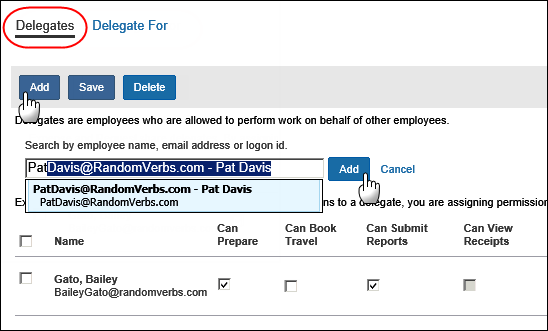 Delegates Delegate For
Add Save Delete
Delegates are employees who are allowed to perform work on behalf of other employees.
Search by employee name, email address or logon id.
PatDavis@RandomVerbs.com - Pat Davis Add Cancel
PatDavis@RandomVerbs.com - Pat Davis
PatDavis@RandomVerbs.com
Ex ns to a delegate, you are assigning permission
Name Can Prepare Can Book Travel Can Submit Reports Can View Receipts
Gato, Bailey
BaileyGato@randomverbs.com